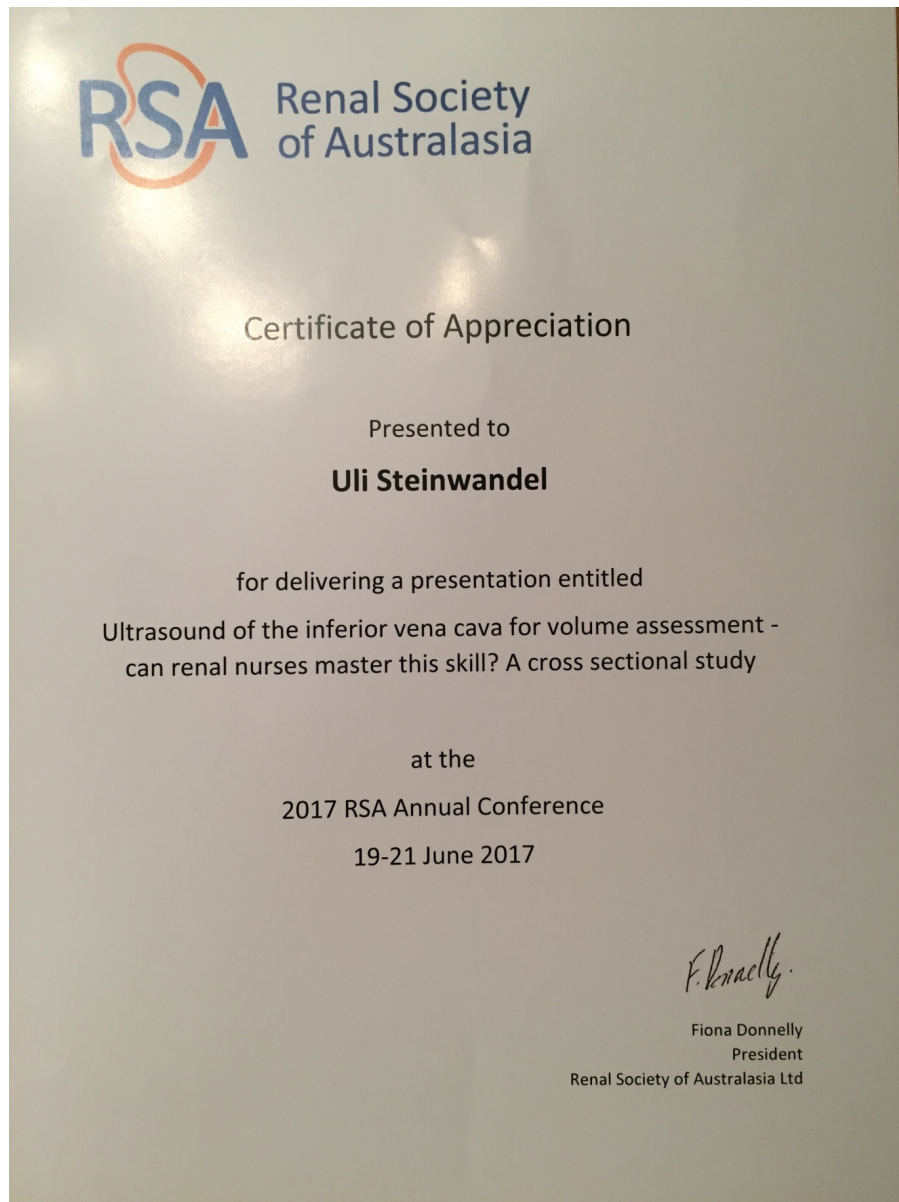 RSA
Renal Society
of Australasia
Certificate of Appreciation
Presented to
Uli Steinwandel
for delivering a presentation entitled
Ultrasound of the inferior vena cava for volume assessment -
can renal nurses master this skill? A cross sectional study
at the
2017 RSA Annual Conference
19-21 June 2017
F. Donnelly.
Fiona Donnelly
President
Renal Society of Australasia Ltd